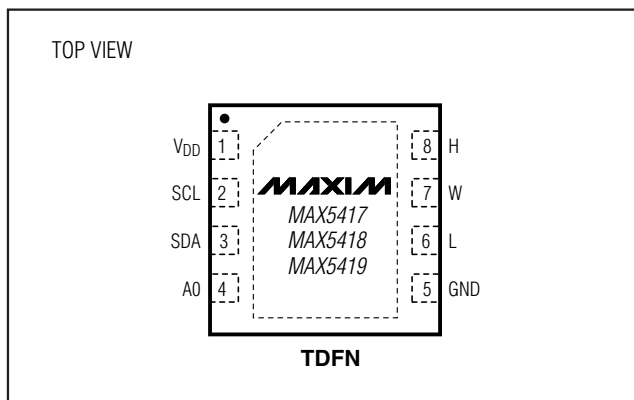 TOP VIEW
VDD 1 8 H
SCL 2 MAXIM 7 W
MAX5417
SDA 3 MAX5418 6 L
MAX5419
A0 4 5 GND
TDFN